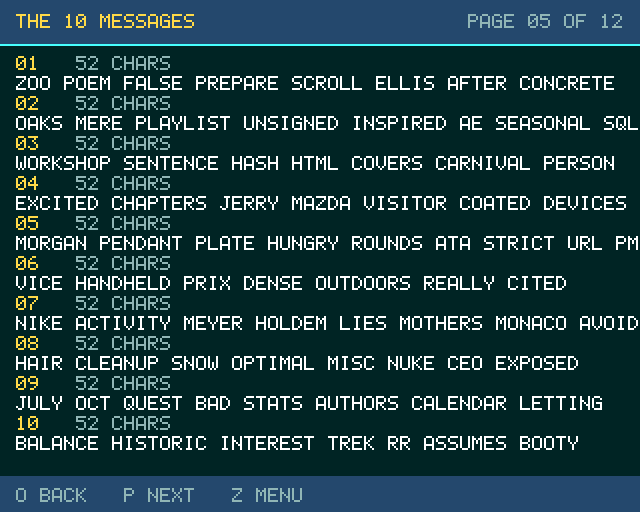 THE 10 MESSAGES
PAGE 05 OF 12
01 52 CHARS
ZOO POEM FALSE PREPARE SCROLL ELLIS AFTER CONCRETE
02 52 CHARS
OAKS MERE PLAYLIST UNSIGNED INSPIRED AE SEASONAL SQL
03 52 CHARS
WORKSHOP SENTENCE HASH HTML COVERS CARNIVAL PERSON
04 52 CHARS
EXCITED CHAPTERS JERRY MAZDA VISITOR COATED DEVICES
05 52 CHARS
MORGAN PENDANT PLATE HUNGRY ROUNDS ATA STRICT URL PM
06 52 CHARS
VICE HANDHELD PRIX DENSE OUTDOORS REALLY CITED
07 52 CHARS
NIKE ACTIVITY MEYER HOLDEM LIES MOTHERS MONACO AVOID
08 52 CHARS
HAIR CLEANUP SNOW OPTIMAL MISC NUKE CEO EXPOSED
09 52 CHARS
JULY OCT QUEST BAD STATS AUTHORS CALENDAR LETTING
10 52 CHARS
BALANCE HISTORIC INTEREST TREK RR ASSUMES BOOTY
O BACK P NEXT Z MENU